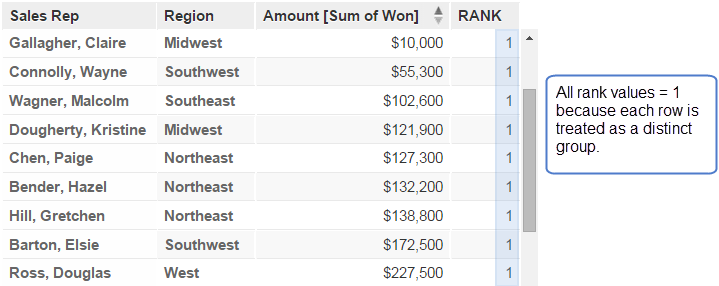 Sales Rep Region Amount [Sum of Won] RANK
Gallagher, Claire Midwest $10,000 1
Connolly, Wayne Southwest $55,300 1
Wagner, Malcolm Southeast $102,600 1
Dougherty, Kristine Midwest $121,900 1
Chen, Paige Northeast $127,300 1
Bender, Hazel Northeast $132,200 1
Hill, Gretchen Northeast $138,800 1
Barton, Elsie Southwest $172,500 1
Ross, Douglas West $227,500 1
All rank values = 1
because each row is
treated as a distinct
group.